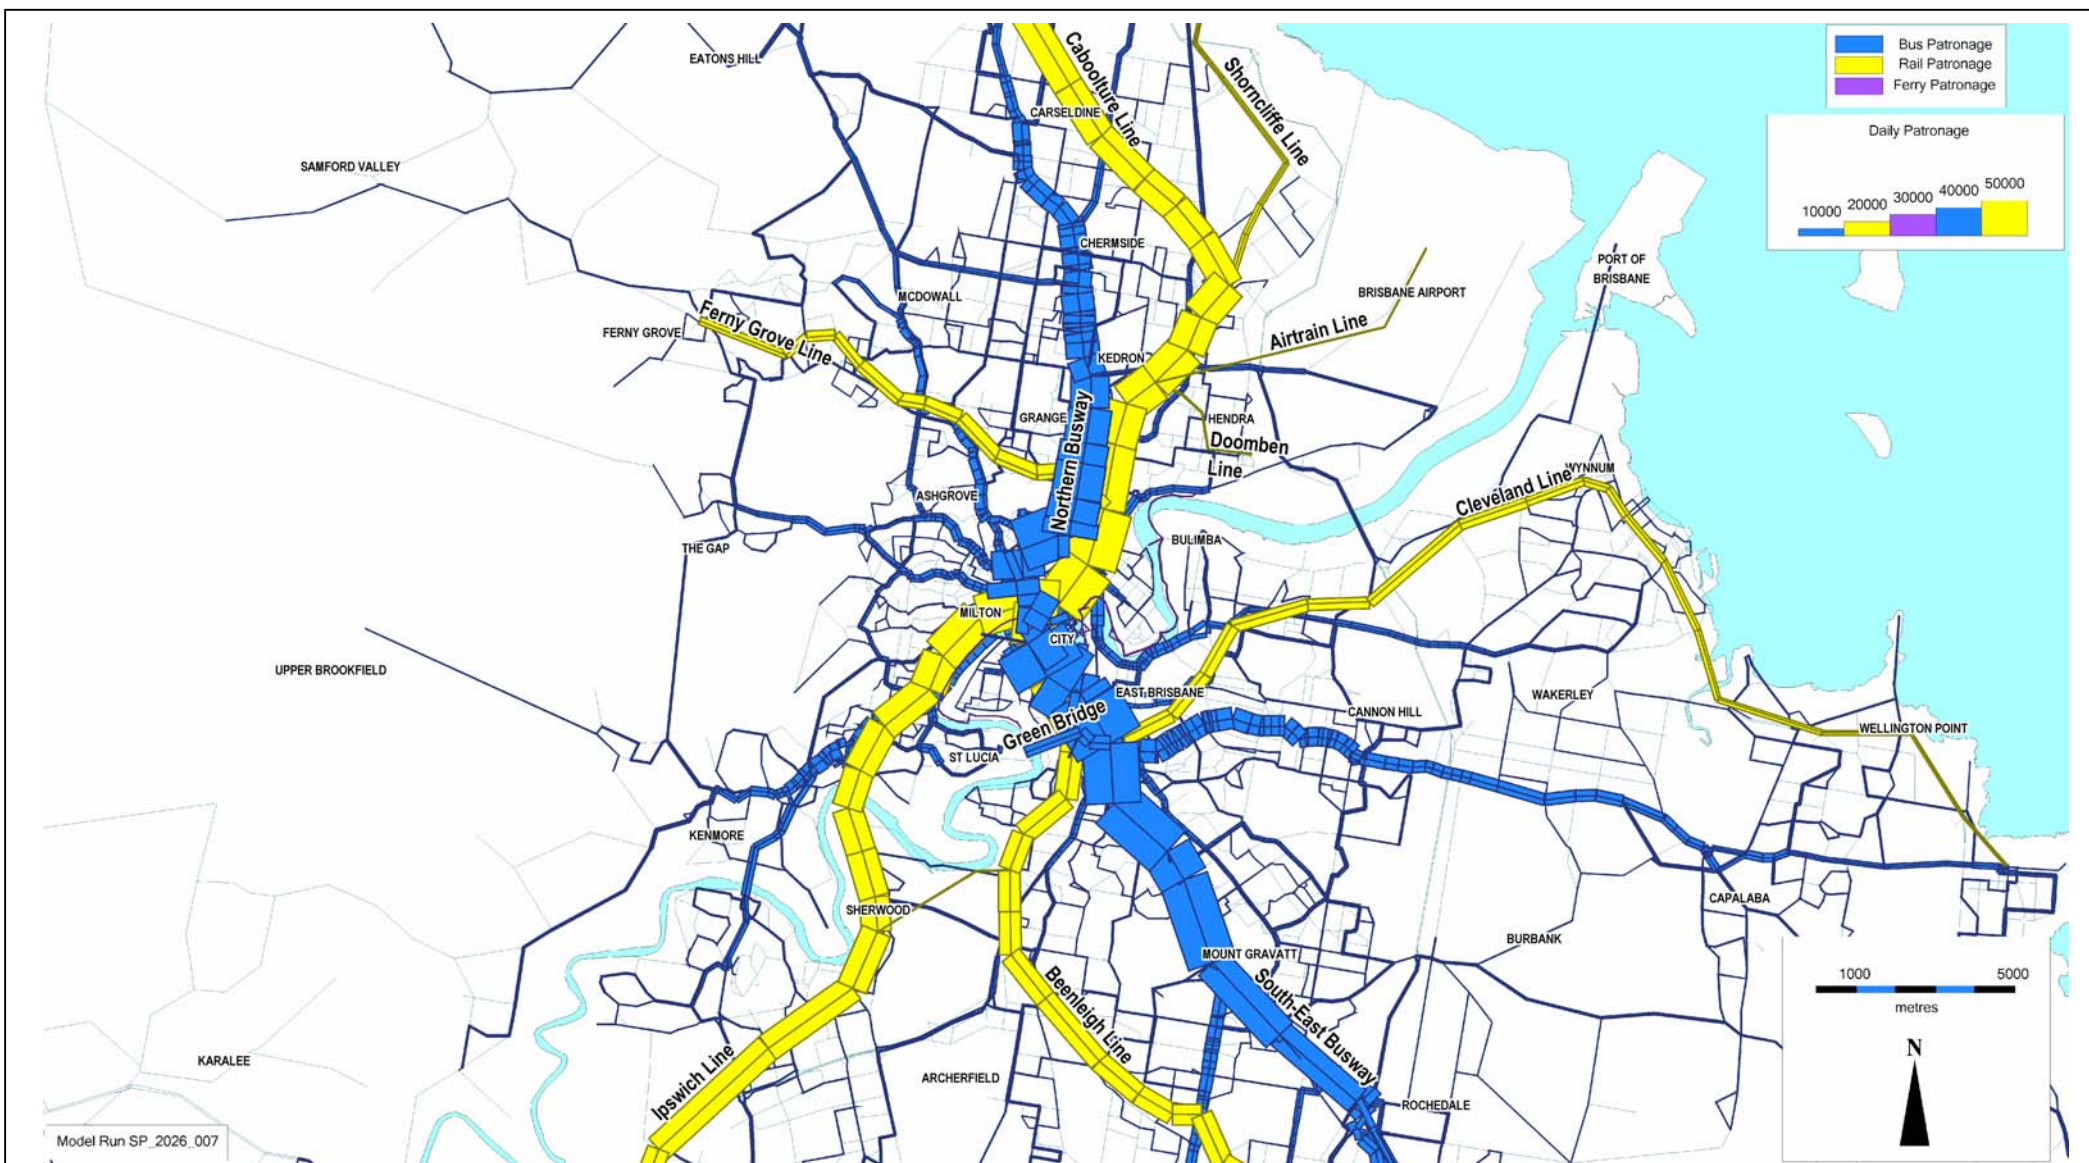 Bus Patronage
Rail Patronage
Ferry Patronage
Daily Patronage
10000 20000 30000 40000 50000
EATONS HILL
Caboolture Line
Shorncliffe Line
CARSELDINE
SAMFORD VALLEY
CHERMSIDE
PORT OF
BRISBANE
BRISBANE AIRPORT
MCDOWALL
FERNY GROVE
Ferny Grove Line
Airtrain Line
KEDRON
GRANGE
Northern Busway
HENDRA
Doomben
Line
WYNNUM
Cleveland Line
ASHGROVE
THE GAP
BULIMBA
MILTON
CITY
UPPER BROOKFIELD
EAST BRISBANE
WAKERLEY
CANNON HILL
Green Bridge
WELLINGTON POINT
ST LUCIA
KENMORE
SHERWOOD
CAPALABA
BURBANK
MOUNT GRAVATT
South-East Busway
Beenleigh Line
Ipswich Line
KARALEE
ARCHERFIELD
ROCHEDALE
1000 5000
metres
N
Model Run SP_2026_007